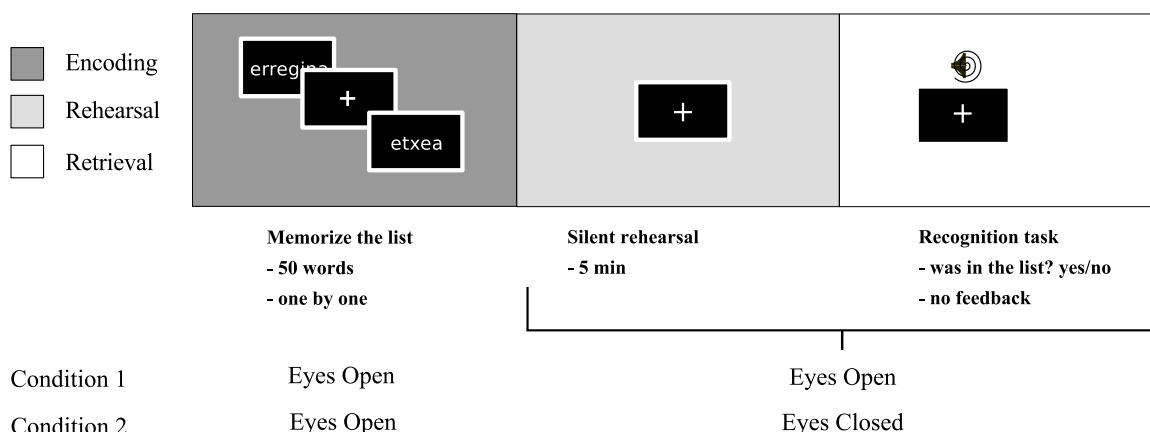 Encoding
Rehearsal
Retrieval
erregina
+
etxea
+
+
Memorize the list
- 50 words
- one by one
Silent rehearsal
- 5 min
Recognition task
- was in the list? yes/no
- no feedback
Condition 1
Eyes Open
Eyes Open
Condition 2
Eyes Open
Eyes Closed